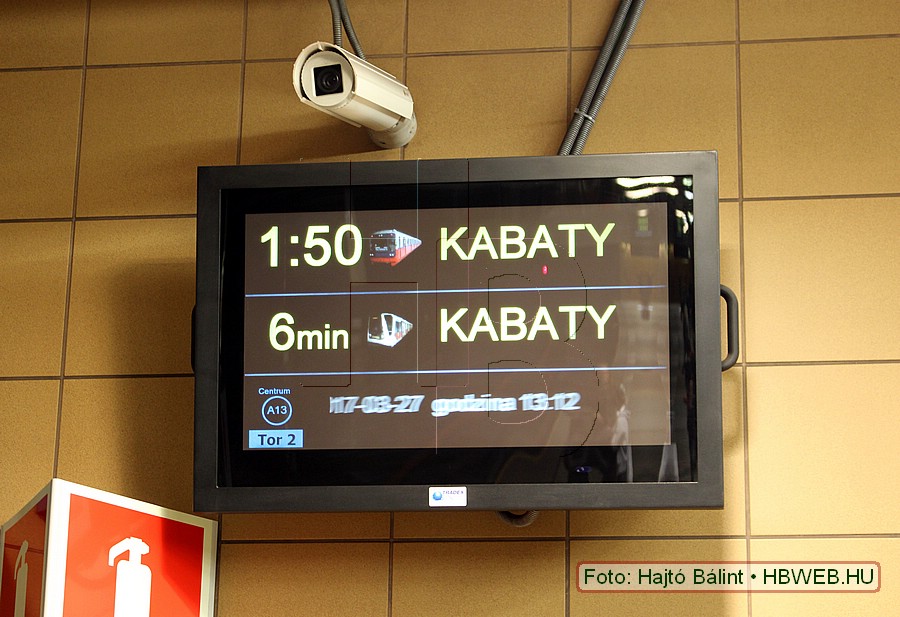 1:50 KABATY
6min KABATY
Centrum
A13
17-03-27 godzina 13:12
Tor 2
THADEX
Foto: Hajtó Bálint • HBWEB.HU